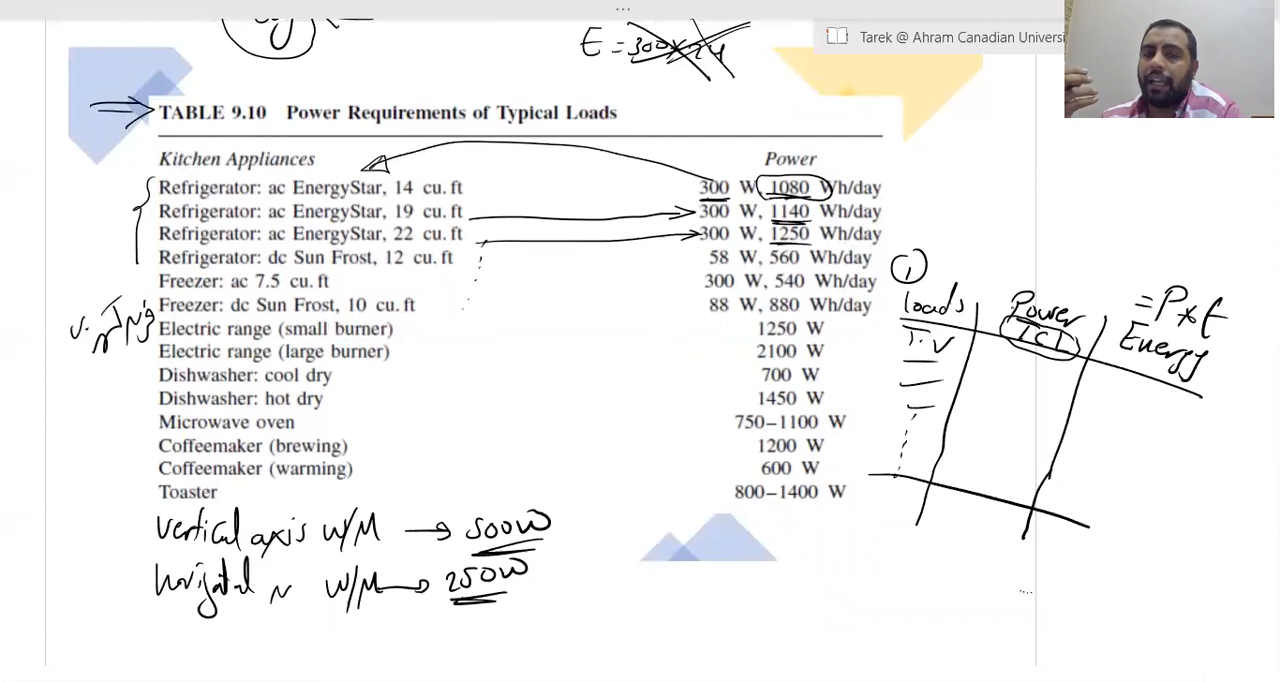 E = 300 x 24
Tarek @ Ahram Canadian Universi
TABLE 9.10 Power Requirements of Typical Loads
Kitchen Appliances Power
Refrigerator: ac EnergyStar, 14 cu. ft 300 W, 1080 Wh/day
Refrigerator: ac EnergyStar, 19 cu. ft 300 W, 1140 Wh/day
Refrigerator: ac EnergyStar, 22 cu. ft 300 W, 1250 Wh/day
Refrigerator: dc Sun Frost, 12 cu. ft 58 W, 560 Wh/day
Freezer: ac 7.5 cu. ft 300 W, 540 Wh/day
Freezer: dc Sun Frost, 10 cu. ft 88 W, 880 Wh/day
Electric range (small burner) 1250 W
Electric range (large burner) 2100 W
Dishwasher: cool dry 700 W
Dishwasher: hot dry 1450 W
Microwave oven 750–1100 W
Coffeemaker (brewing) 1200 W
Coffeemaker (warming) 600 W
Toaster 800–1400 W
vertical axis W/M → 500W
horizontal W/M → 250W
1
loads Power = P x t
T.V Energy